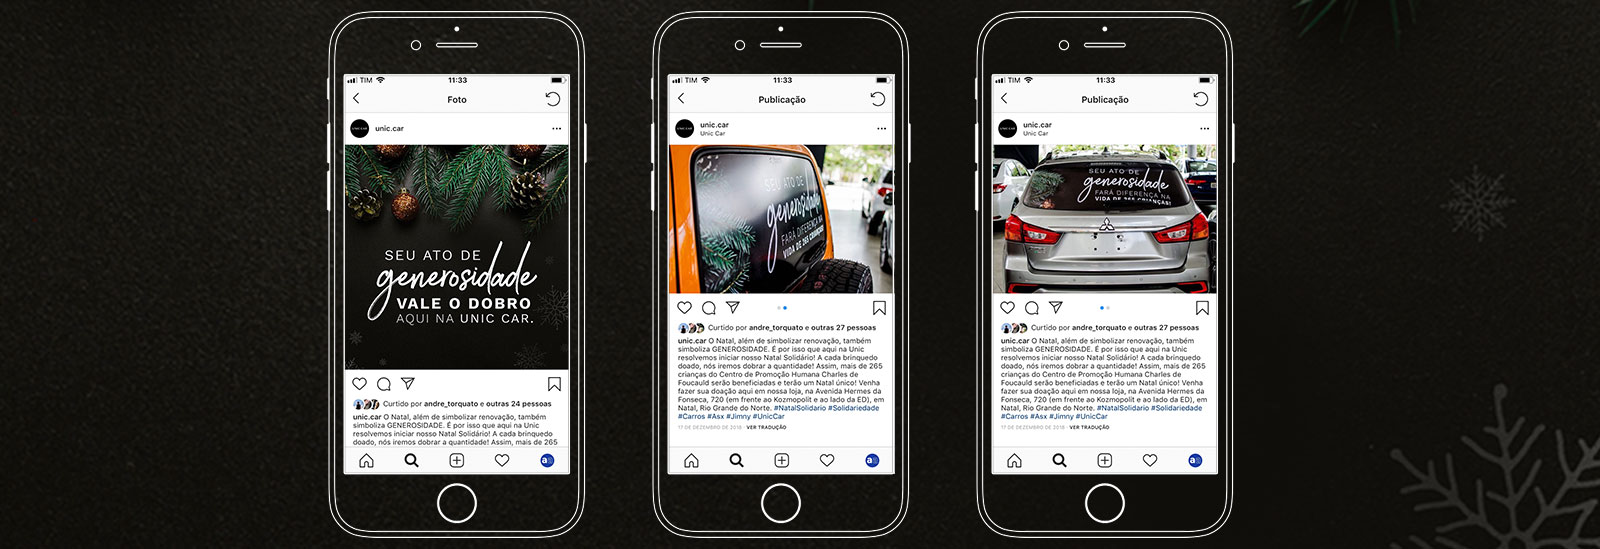 TIM 11:33
Foto
unic.car
SEU ATO DE
generosidade
VALE O DOBRO
AQUI NA UNIC CAR.
Curtido por andre_torquato e outras 24 pessoas
unic.car O Natal, além de simbolizar renovação, também
simboliza GENEROSIDADE. É por isso que aqui na Unic
resolvemos iniciar nosso Natal Solidário! A cada brinquedo
doado, nós iremos dobrar a quantidade! Assim, mais de 265
TIM 11:33
Publicação
unic.car
Unic Car
SEU ATO DE
generosidade
FARÁ DIFERENÇA NA
VIDA DE 265 CRIANÇAS!
Curtido por andre_torquato e outras 27 pessoas
unic.car O Natal, além de simbolizar renovação, também
simboliza GENEROSIDADE. É por isso que aqui na Unic
resolvemos iniciar nosso Natal Solidário! A cada brinquedo
doado, nós iremos dobrar a quantidade! Assim, mais de 265
crianças do Centro de Promoção Humana Charles de
Foucauld serão beneficiadas e terão um Natal único! Venha
fazer sua doação aqui em nossa loja, na Avenida Hermes da
Fonseca, 720 (em frente ao Kozmopolit e ao lado da ED), em
Natal, Rio Grande do Norte. #NatalSolidario #Solidariedade
#Carros #Asx #Jimny #UnicCar
17 DE DEZEMBRO DE 2018 · VER TRADUÇÃO
TIM 11:33
Publicação
unic.car
Unic Car
SEU ATO DE
generosidade
FARÁ DIFERENÇA NA
VIDA DE 265 CRIANÇAS!
Curtido por andre_torquato e outras 27 pessoas
unic.car O Natal, além de simbolizar renovação, também
simboliza GENEROSIDADE. É por isso que aqui na Unic
resolvemos iniciar nosso Natal Solidário! A cada brinquedo
doado, nós iremos dobrar a quantidade! Assim, mais de 265
crianças do Centro de Promoção Humana Charles de
Foucauld serão beneficiadas e terão um Natal único! Venha
fazer sua doação aqui em nossa loja, na Avenida Hermes da
Fonseca, 720 (em frente ao Kozmopolit e ao lado da ED), em
Natal, Rio Grande do Norte. #NatalSolidario #Solidariedade
#Carros #Asx #Jimny #UnicCar
17 DE DEZEMBRO DE 2018 · VER TRADUÇÃO